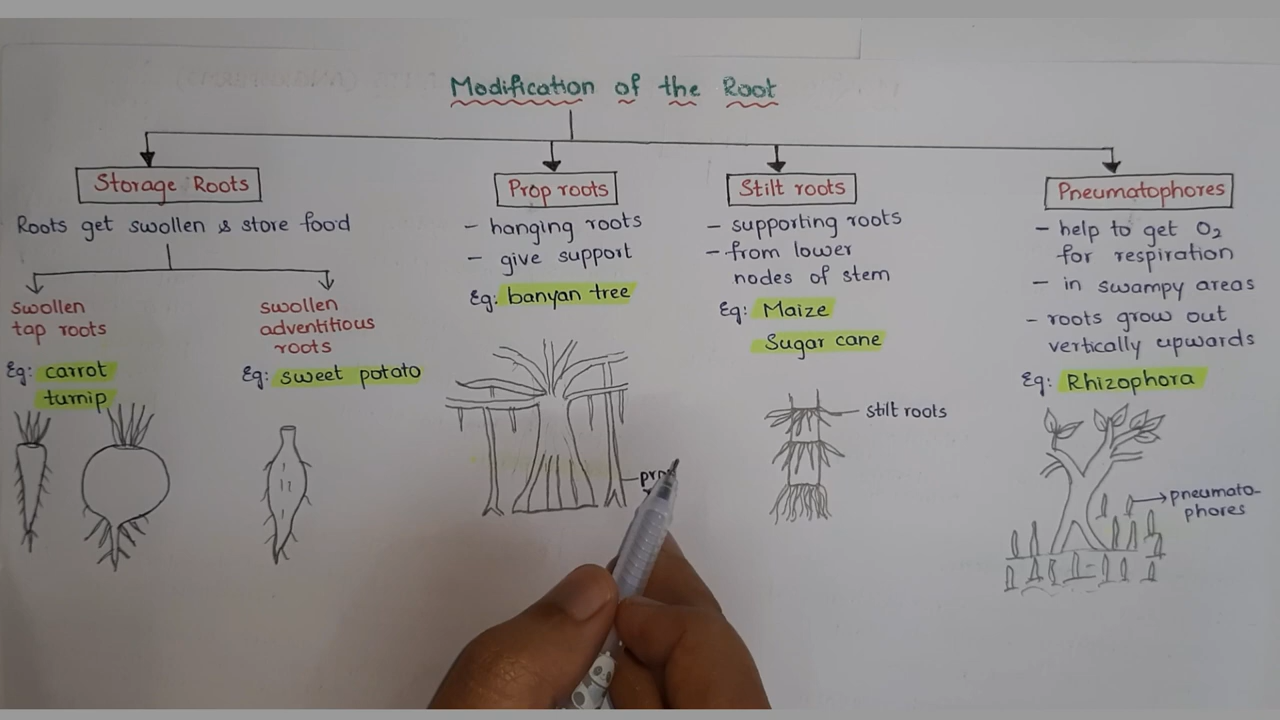 Modification of the Root
Storage Roots
Roots get swollen & store food
swollen
tap roots
Eg: carrot
turnip
swollen
adventitious
roots
Eg: sweet potato
Prop roots
- hanging roots
- give support
Eg: banyan tree
Stilt roots
- supporting roots
- from lower
nodes of stem
Eg: Maize
Sugar cane
stilt roots
Pneumatophores
- help to get O₂
for respiration
- in swampy areas
- roots grow out
vertically upwards
Eg: Rhizophora
pneumato-
phores